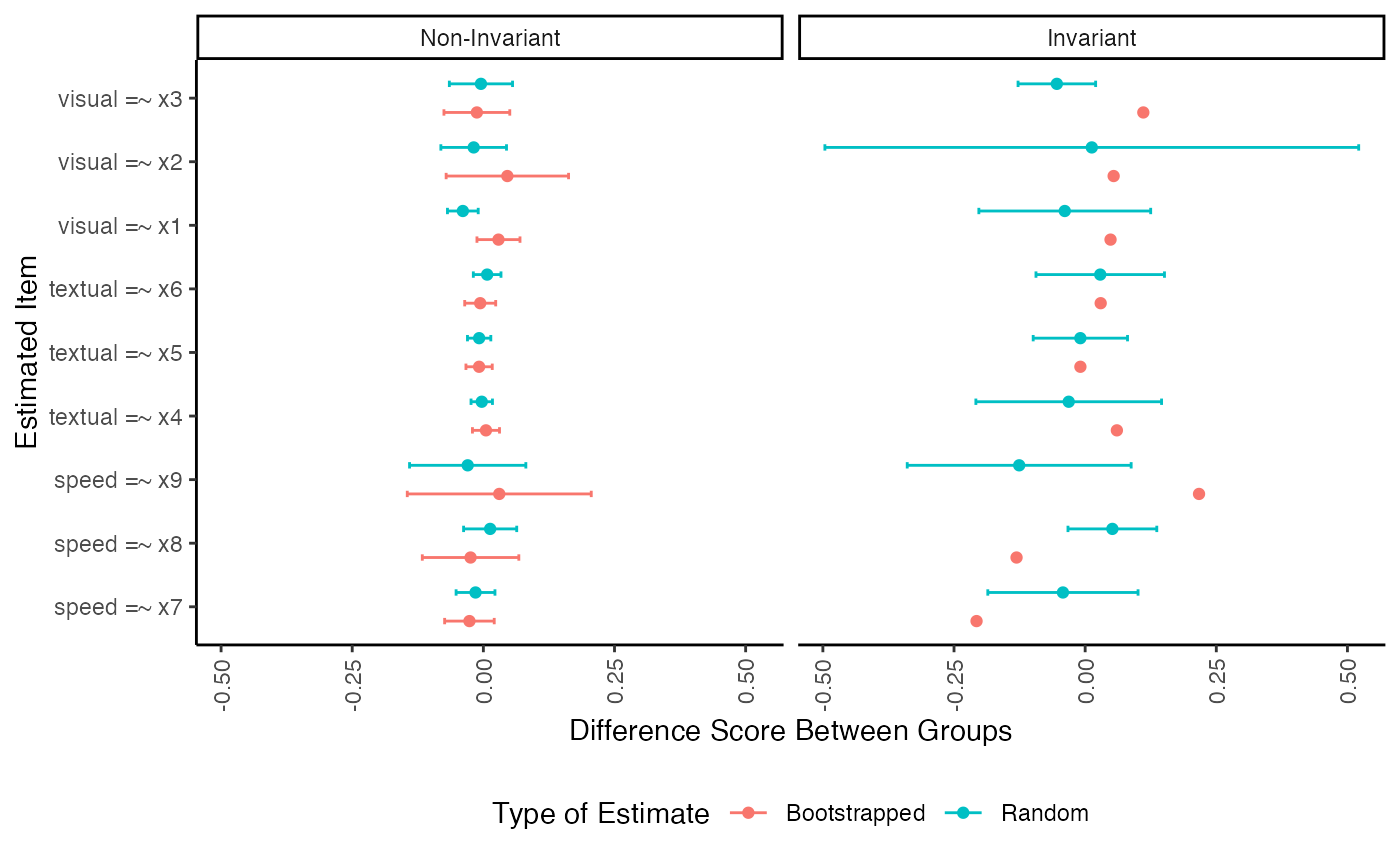 Non-Invariant
Invariant
Estimated Item
visual =~ x3
visual =~ x2
visual =~ x1
textual =~ x6
textual =~ x5
textual =~ x4
speed =~ x9
speed =~ x8
speed =~ x7
-0.50
-0.25
0.00
0.25
0.50
-0.50
-0.25
0.00
0.25
0.50
Difference Score Between Groups
Type of Estimate
Bootstrapped
Random